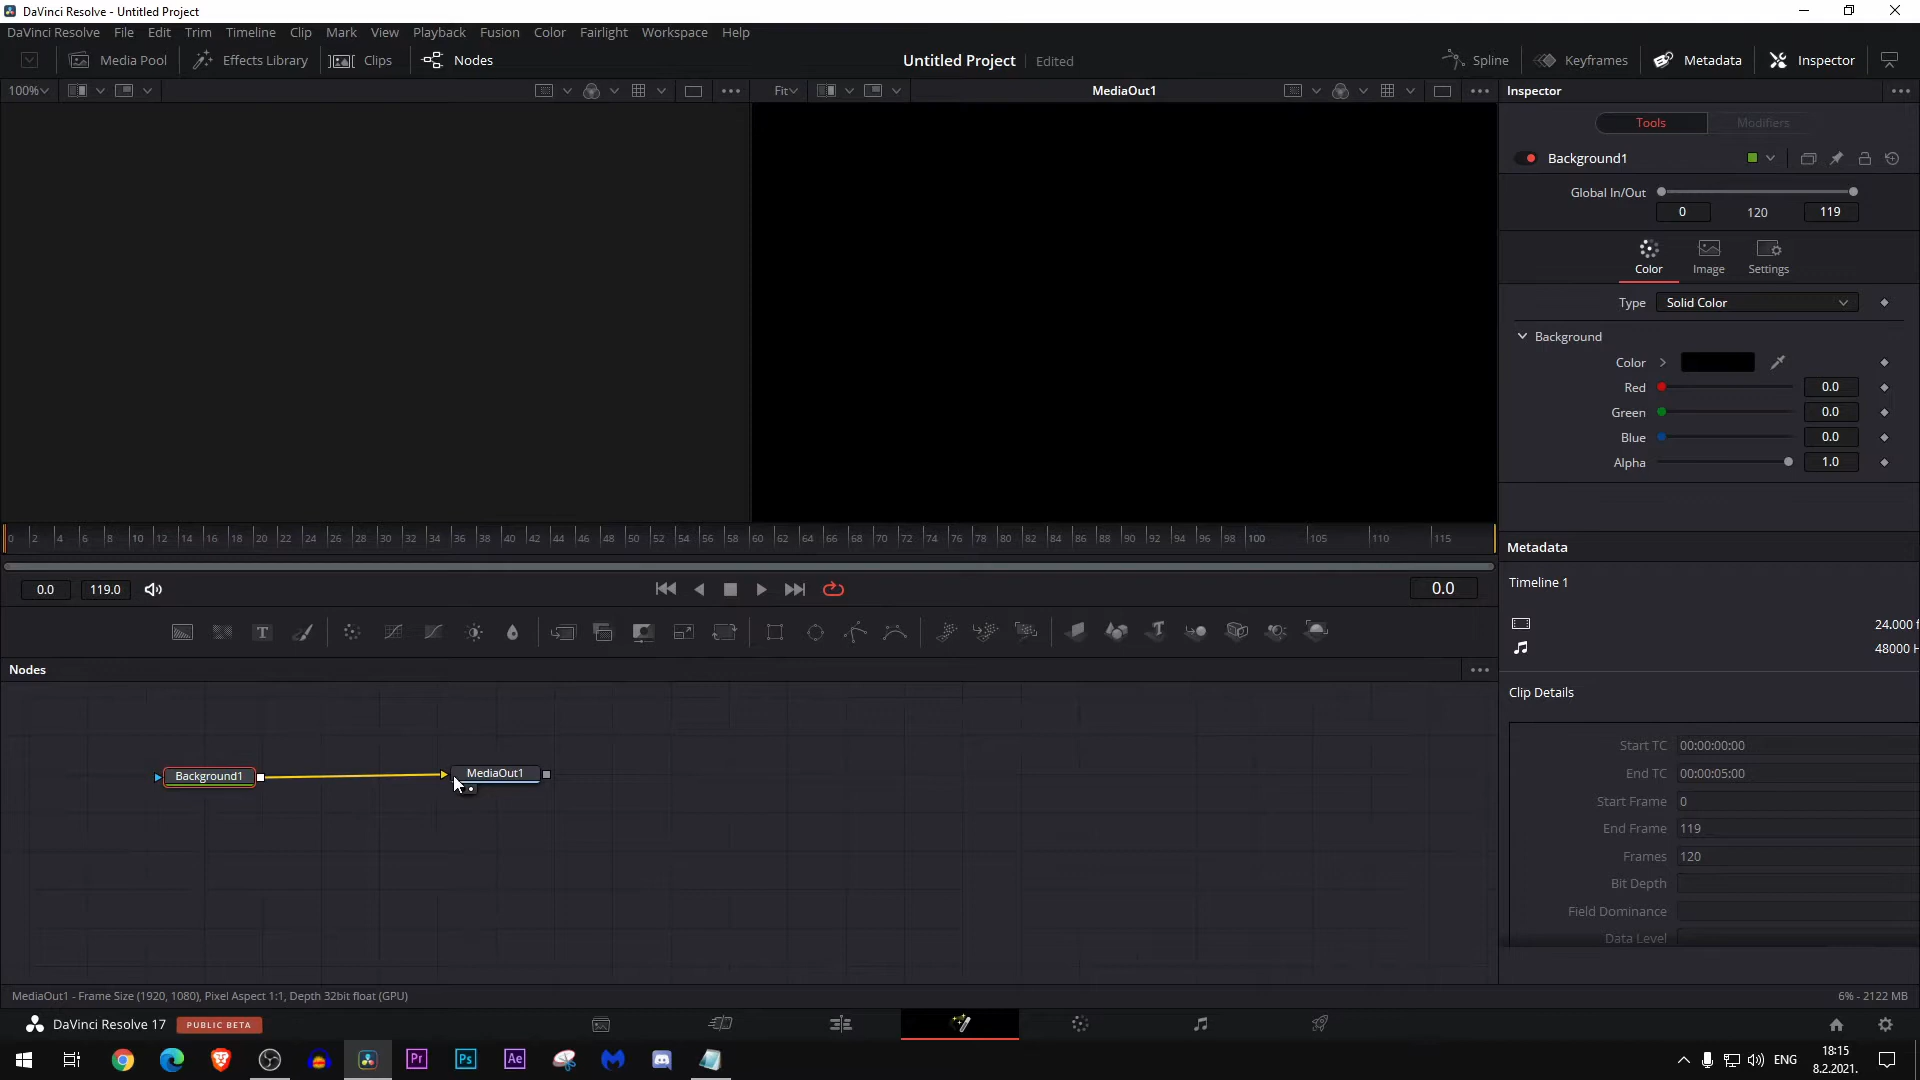 DaVinci Resolve - Untitled Project
DaVinci Resolve File Edit Trim Timeline Clip Mark View Playback Fusion Color Fairlight Workspace Help
Media Pool Effects Library Clips Nodes Untitled Project Edited Spline Keyframes Metadata Inspector
100% Fit MediaOut1 Inspector
Tools Modifiers
Background1
Global In/Out
0 120 119
Color Image Settings
Type Solid Color
Background
Color
Red 0.0
Green 0.0
Blue 0.0
Alpha 1.0
0 2 4 6 8 10 12 14 16 18 20 22 24 26 28 30 32 34 36 38 40 42 44 46 48 50 52 54 56 58 60 62 64 66 68 70 72 74 76 78 80 82 84 86 88 90 92 94 96 98 100 105 110 115
Metadata
Timeline 1
0.0 119.0 0.0
24.000 f
48000 H
Nodes
Clip Details
Start TC 00:00:00:00
End TC 00:00:05:00
Start Frame 0
End Frame 119
Frames 120
Bit Depth
Field Dominance
Data Level
Background1 MediaOut1
MediaOut1 - Frame Size (1920, 1080), Pixel Aspect 1:1, Depth 32bit float (GPU) 6% - 2122 MB
DaVinci Resolve 17 PUBLIC BETA
Pr Ps Ae ENG 18:15
8.2.2021.